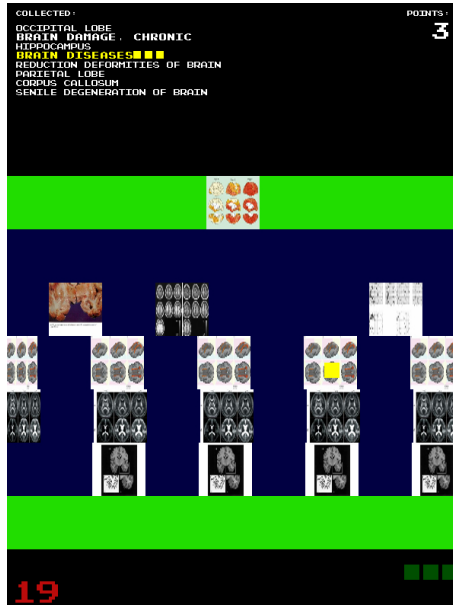 COLLECTED:
POINTS:
3
OCCIPITAL LOBE
BRAIN DAMAGE, CHRONIC
HIPPOCAMPUS
BRAIN DISEASES
REDUCTION DEFORMITIES OF BRAIN
PARIETAL LOBE
CORPUS CALLOSUM
SENILE DEGENERATION OF BRAIN
19